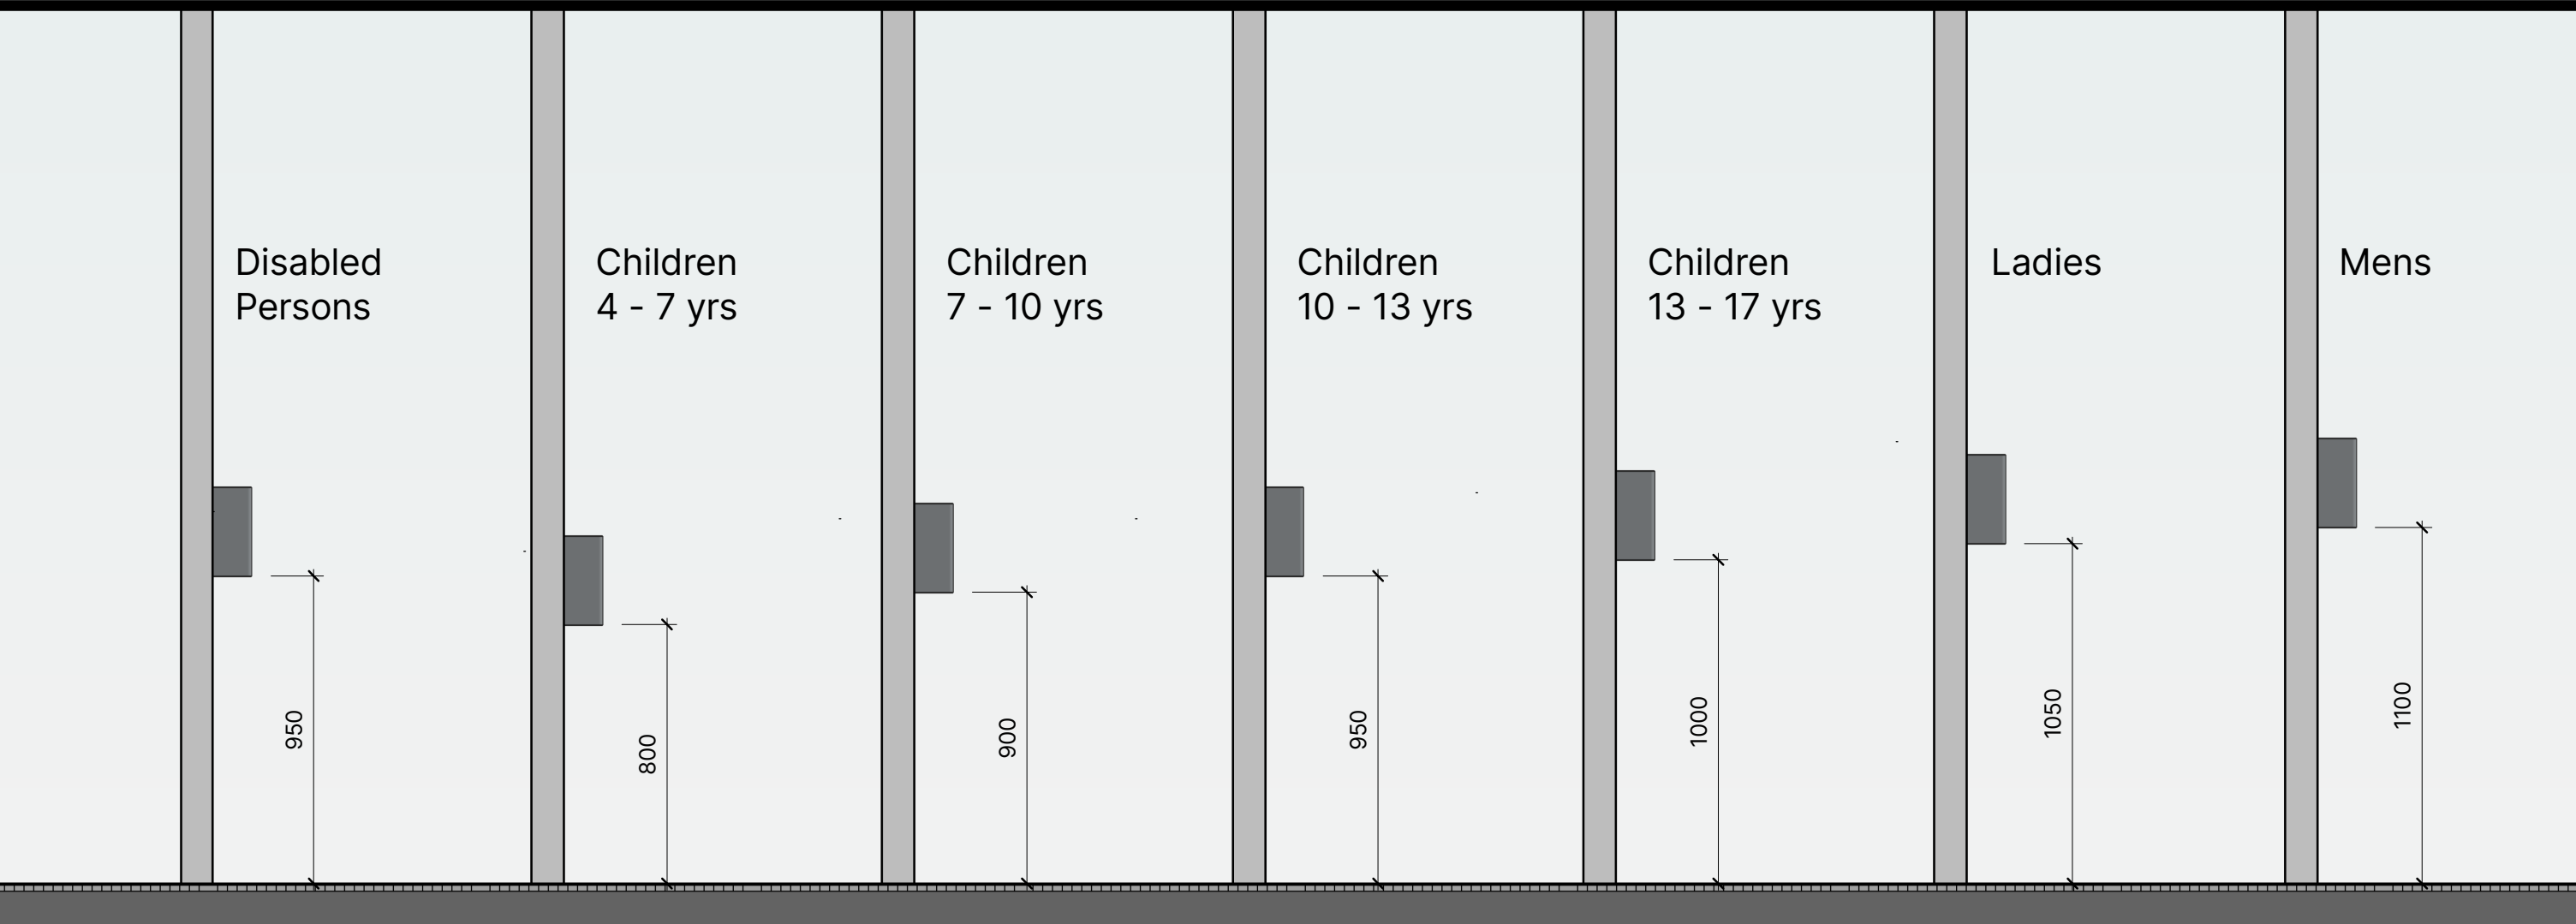 Disabled
Persons
Children
4 - 7 yrs
Children
7 - 10 yrs
Children
10 - 13 yrs
Children
13 - 17 yrs
Ladies
Mens
950
800
900
950
1000
1050
1100